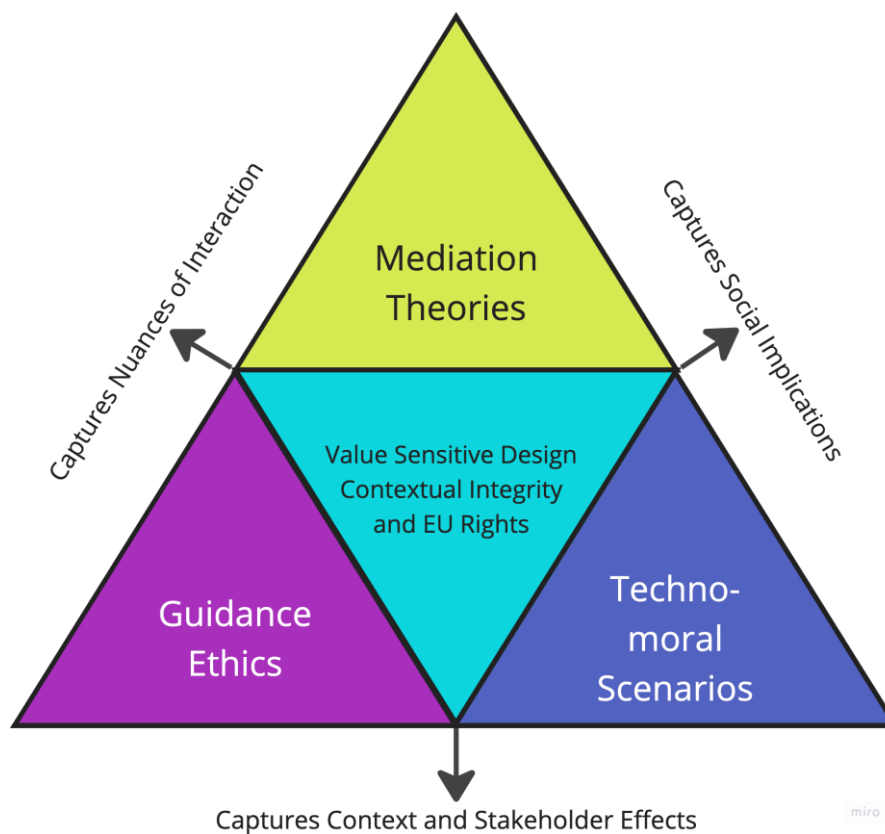 Mediation
Theories
Captures Nuances of Interaction
Captures Social Implications
Value Sensitive Design
Contextual Integrity
and EU Rights
Guidance
Ethics
Techno-
moral
Scenarios
Captures Context and Stakeholder Effects
miro